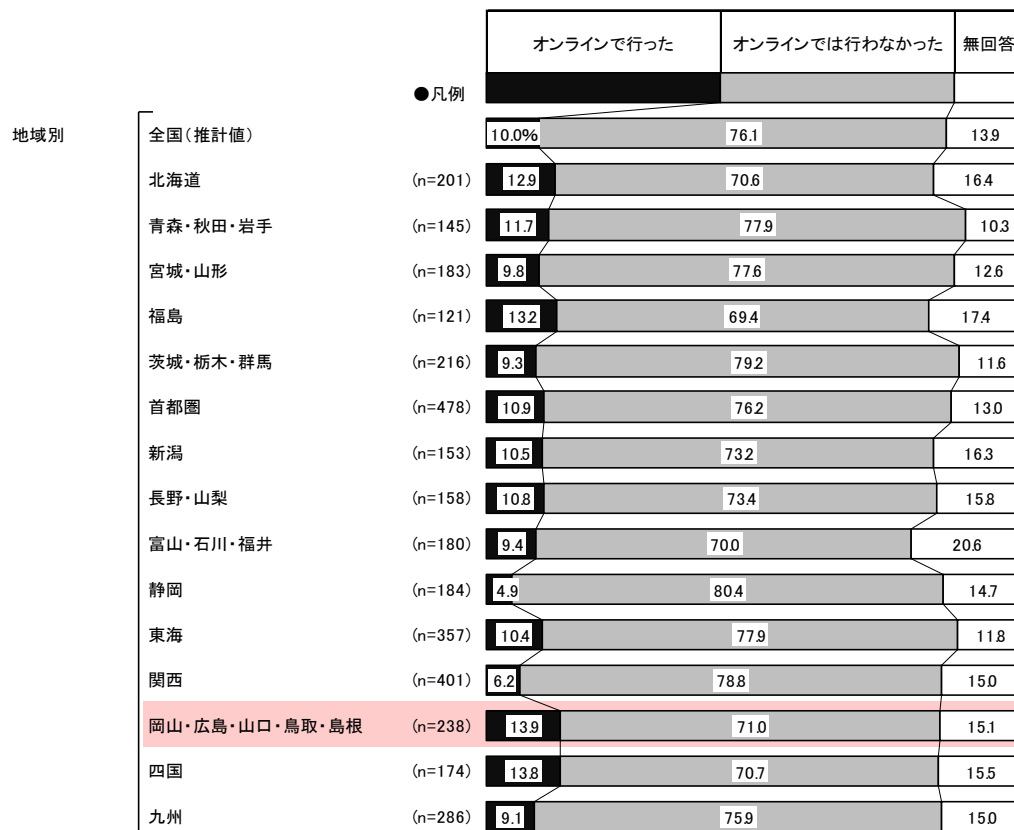 オンラインで行った オンラインでは行わなかった 無回答
●凡例
地域別 全国(推計値) 10.0% 76.1 13.9
北海道 (n=201) 12.9 70.6 16.4
青森・秋田・岩手 (n=145) 11.7 77.9 10.3
宮城・山形 (n=183) 9.8 77.6 12.6
福島 (n=121) 13.2 69.4 17.4
茨城・栃木・群馬 (n=216) 9.3 79.2 11.6
首都圏 (n=478) 10.9 76.2 13.0
新潟 (n=153) 10.5 73.2 16.3
長野・山梨 (n=158) 10.8 73.4 15.8
富山・石川・福井 (n=180) 9.4 70.0 20.6
静岡 (n=184) 4.9 80.4 14.7
東海 (n=357) 10.4 77.9 11.8
関西 (n=401) 6.2 78.8 15.0
岡山・広島・山口・鳥取・島根 (n=238) 13.9 71.0 15.1
四国 (n=174) 13.8 70.7 15.5
九州 (n=286) 9.1 75.9 15.0